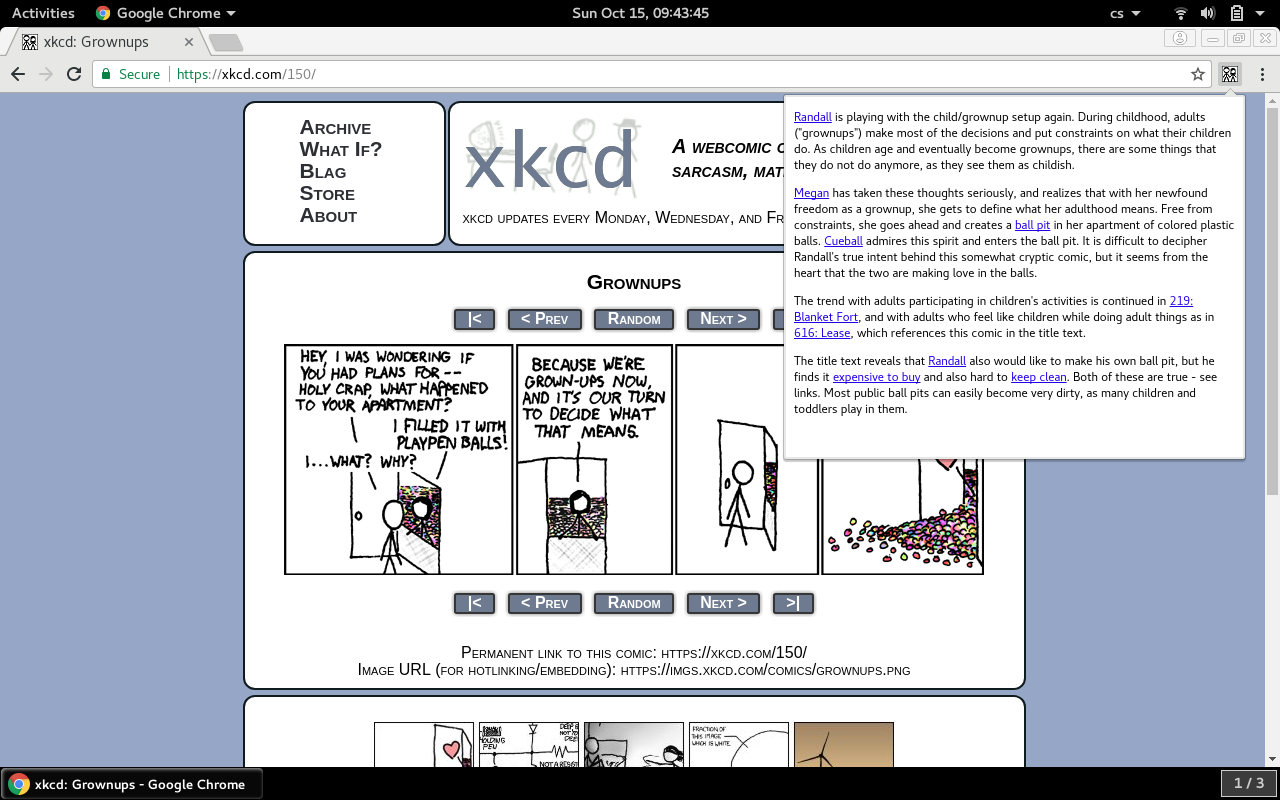 Activities Google Chrome Sun Oct 15, 09:43:45 cs
xkcd: Grownups
Secure https://xkcd.com/150/
Archive
What If?
Blag
Store
About
xkcd
A webcomic o
sarcasm, mat
xkcd updates every Monday, Wednesday, and Fr
Randall is playing with the child/grownup setup again. During childhood, adults
("grownups") make most of the decisions and put constraints on what their children
do. As children age and eventually become grownups, there are some things that
they do not do anymore, as they see them as childish.
Megan has taken these thoughts seriously, and realizes that with her newfound
freedom as a grownup, she gets to define what her adulthood means. Free from
constraints, she goes ahead and creates a ball pit in her apartment of colored plastic
balls. Cueball admires this spirit and enters the ball pit. It is difficult to decipher
Randall's true intent behind this somewhat cryptic comic, but it seems from the
heart that the two are making love in the balls.
The trend with adults participating in children's activities is continued in 219:
Blanket Fort, and with adults who feel like children while doing adult things as in
616: Lease, which references this comic in the title text.
The title text reveals that Randall also would like to make his own ball pit, but he
finds it expensive to buy and also hard to keep clean. Both of these are true - see
links. Most public ball pits can easily become very dirty, as many children and
toddlers play in them.
Grownups
|< < Prev Random Next >
HEY, I WAS WONDERING IF
YOU HAD PLANS FOR--
HOLY CRAP, WHAT HAPPENED
TO YOUR APARTMENT?
I FILLED IT WITH
PLAYPEN BALLS!
I...WHAT? WHY?
BECAUSE WE'RE
GROWN-UPS NOW,
AND IT'S OUR TURN
TO DECIDE WHAT
THAT MEANS.
|< < Prev Random Next > >|
Permanent link to this comic: https://xkcd.com/150/
Image URL (for hotlinking/embedding): https://imgs.xkcd.com/comics/grownups.png
FRACTION OF
THIS IMAGE
WHICH IS WHITE
HOLDING
PEN
NOT A RESIST
xkcd: Grownups - Google Chrome
1 / 3